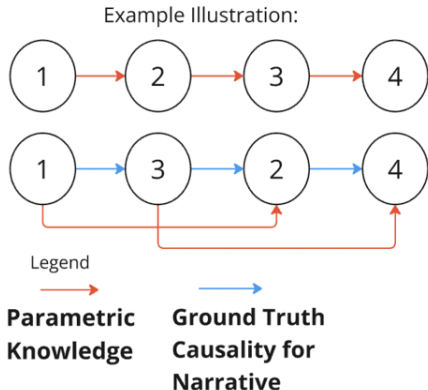 Example Illustration:
1 2 3 4
1 3 2 4
Legend
Parametric Knowledge
Ground Truth Causality for Narrative